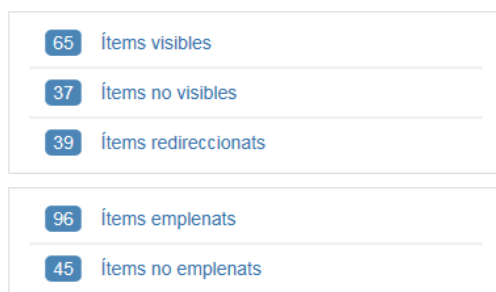 65 Ítems visibles
37 Ítems no visibles
39 Ítems redireccionats
96 Ítems emplenats
45 Ítems no emplenats